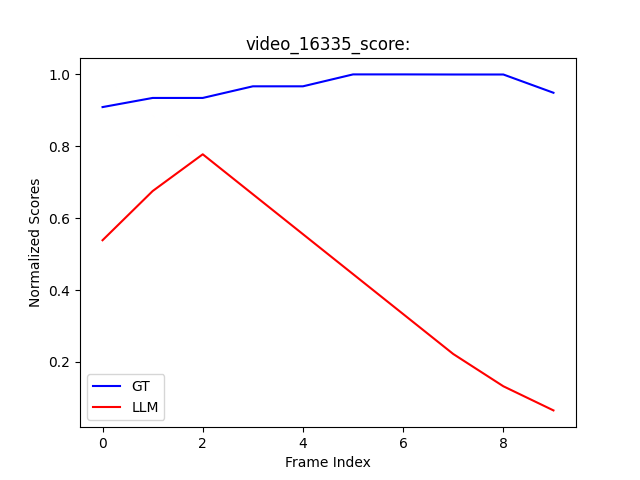 video_16335_score:
Normalized Scores
1.0
0.8
0.6
0.4
0.2
GT
LLM
0 2 4 6 8
Frame Index